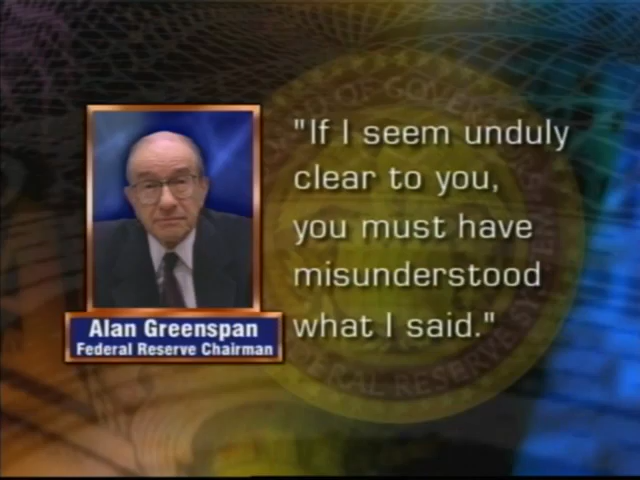 "If I seem unduly
clear to you,
you must have
misunderstood
what I said."
Alan Greenspan
Federal Reserve Chairman